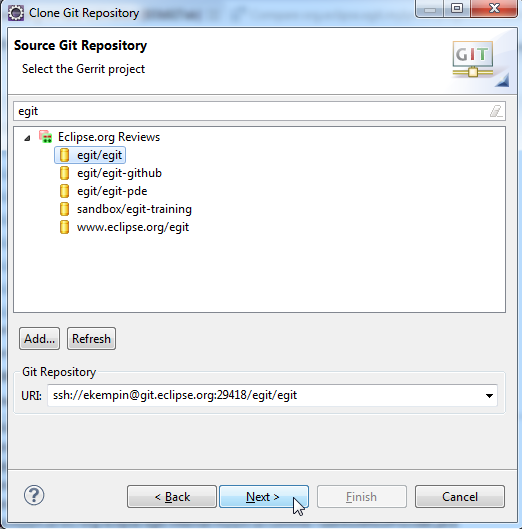 Clone Git Repository
Source Git Repository
Select the Gerrit project
GIT
egit
Eclipse.org Reviews
egit/egit
egit/egit-github
egit/egit-pde
sandbox/egit-training
www.eclipse.org/egit
Add... Refresh
Git Repository
URI: ssh://ekempin@git.eclipse.org:29418/egit/egit
? < Back Next > Finish Cancel